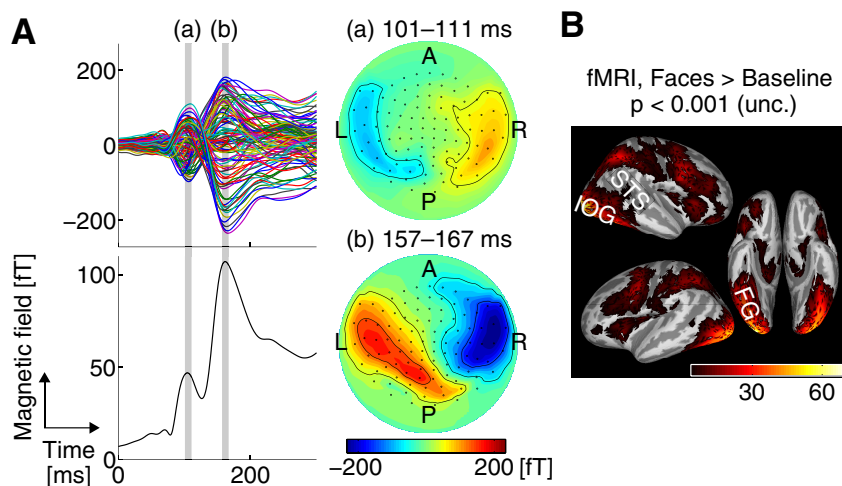 A
(a) (b)
200
0
−200
100
50
0
Magnetic field [fT]
Time
[ms]
0 200
(a) 101–111 ms
A
L R
P
(b) 157–167 ms
A
L R
P
−200 200 [fT]
B
fMRI, Faces > Baseline
p < 0.001 (unc.)
STS
IOG
FG
30 60